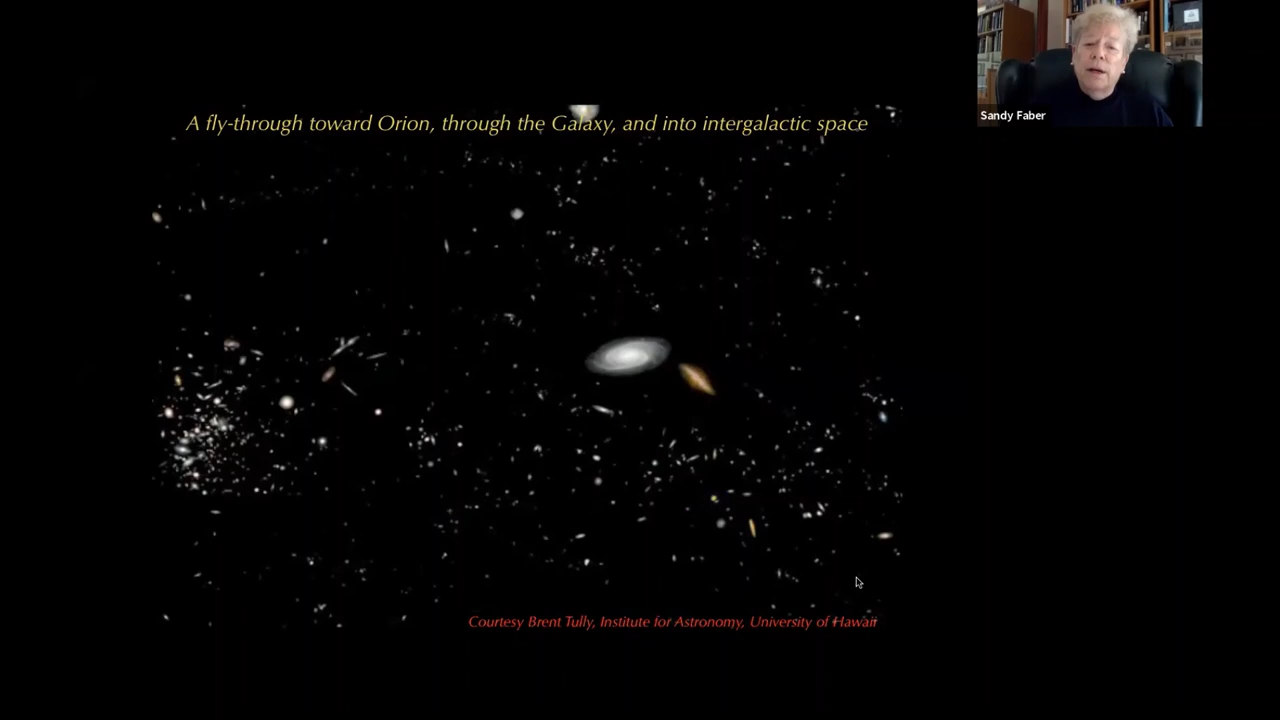 A fly-through toward Orion, through the Galaxy, and into intergalactic space
Sandy Faber
Courtesy Brent Tully, Institute for Astronomy, University of Hawaii